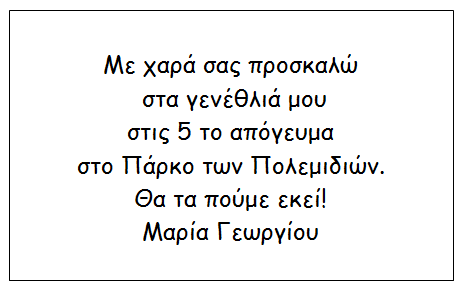 Με χαρά σας προσκαλώ
στα γενέθλιά μου
στις 5 το απόγευμα
στο Πάρκο των Πολεμιδιών.
Θα τα πούμε εκεί!
Μαρία Γεωργίου